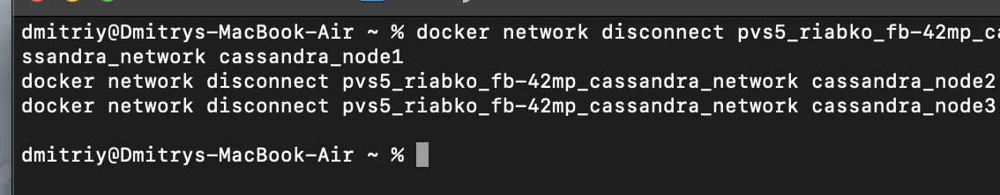 dmitriy@Dmitrys-MacBook-Air ~ % docker network disconnect pvs5_riabko_fb-42mp_ca
ssandra_network cassandra_node1
docker network disconnect pvs5_riabko_fb-42mp_cassandra_network cassandra_node2
docker network disconnect pvs5_riabko_fb-42mp_cassandra_network cassandra_node3
dmitriy@Dmitrys-MacBook-Air ~ %